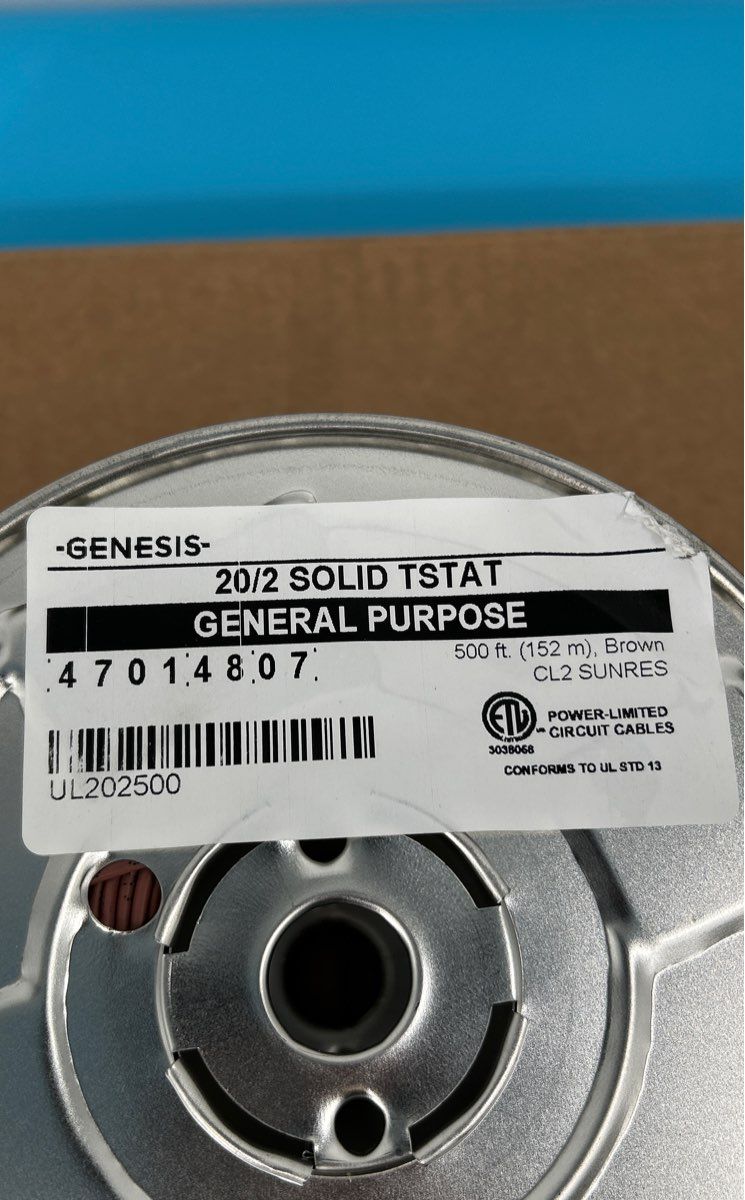 -GENESIS-
20/2 SOLID TSTAT
GENERAL PURPOSE
47014807
500 ft. (152 m), Brown
CL2 SUNRES
ETL
POWER-LIMITED
CIRCUIT CABLES
3038068
CONFORMS TO UL STD 13
UL202500